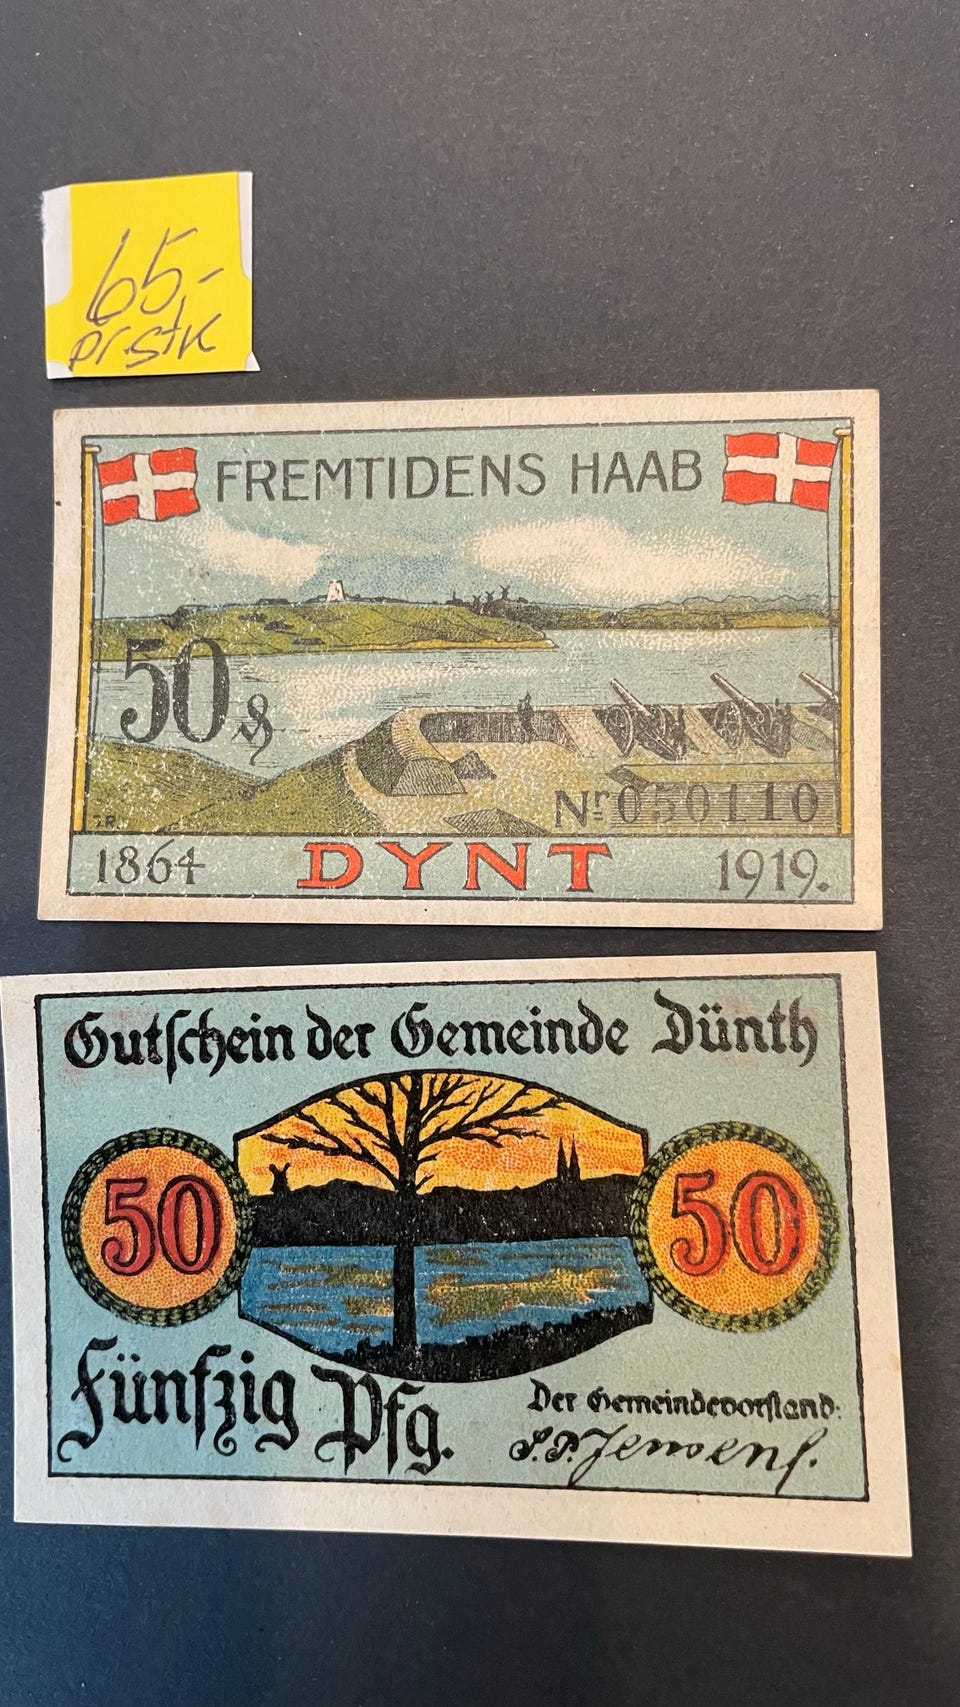 65,-
pr. stk
FREMTIDENS HAAB
50 ₰
Nr 050110
1864 DYNT 1919.
Gutschein der Gemeinde Dünth
50 50
Fünfzig Pfg.
Der Gemeindevorstand: